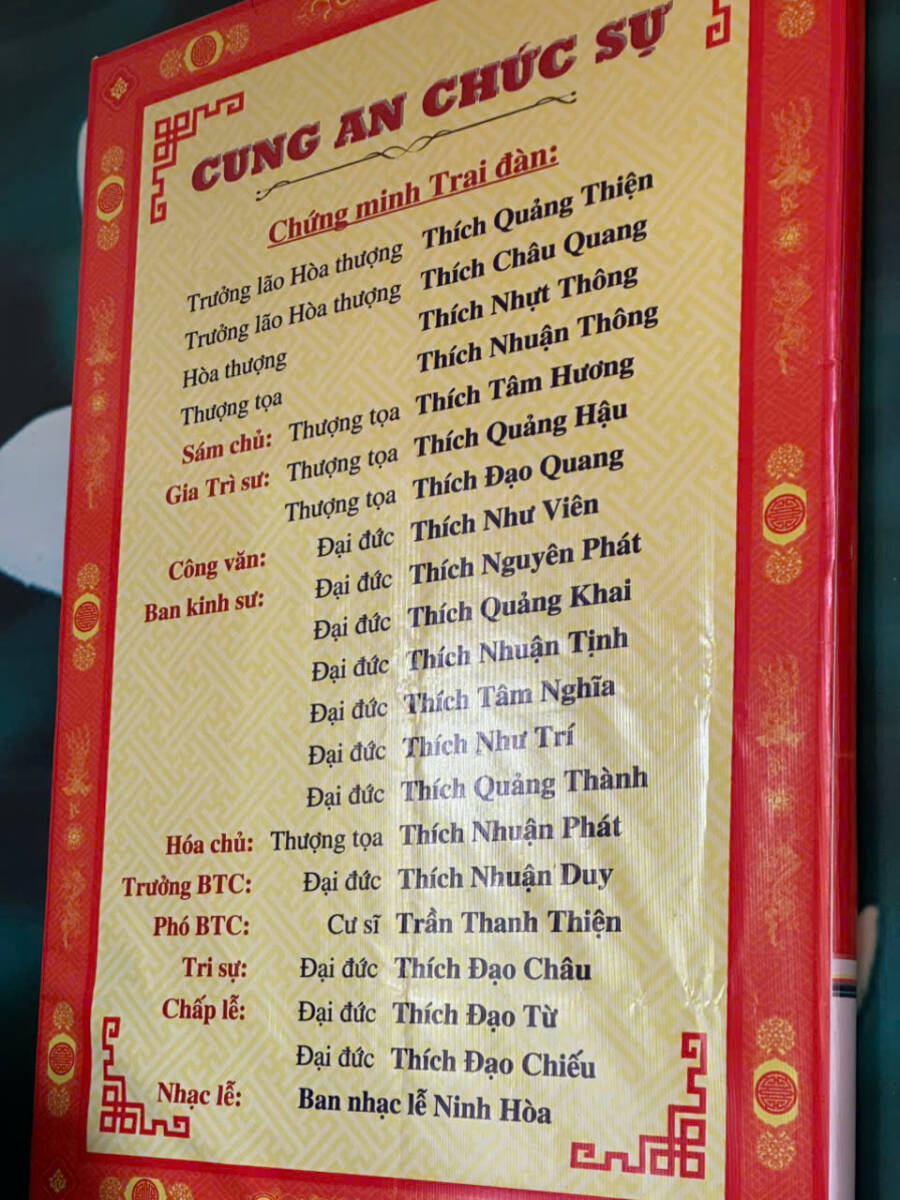 CUNG AN CHỨC SỰ
Chứng minh Trai đàn:
Trưởng lão Hòa thượng Thích Quảng Thiện
Trưởng lão Hòa thượng Thích Châu Quang
Hòa thượng Thích Nhựt Thông
Thượng tọa Thích Nhuận Thông
Sám chủ: Thượng tọa Thích Tâm Hương
Gia Trì sư: Thượng tọa Thích Quảng Hậu
Thượng tọa Thích Đạo Quang
Công văn: Đại đức Thích Như Viên
Ban kinh sư: Đại đức Thích Nguyên Phát
Đại đức Thích Quảng Khai
Đại đức Thích Nhuận Tịnh
Đại đức Thích Tâm Nghĩa
Đại đức Thích Như Trí
Đại đức Thích Quảng Thành
Hóa chủ: Thượng tọa Thích Nhuận Phát
Trưởng BTC: Đại đức Thích Nhuận Duy
Phó BTC: Cư sĩ Trần Thanh Thiện
Tri sự: Đại đức Thích Đạo Châu
Chấp lễ: Đại đức Thích Đạo Từ
Đại đức Thích Đạo Chiếu
Nhạc lễ: Ban nhạc lễ Ninh Hòa